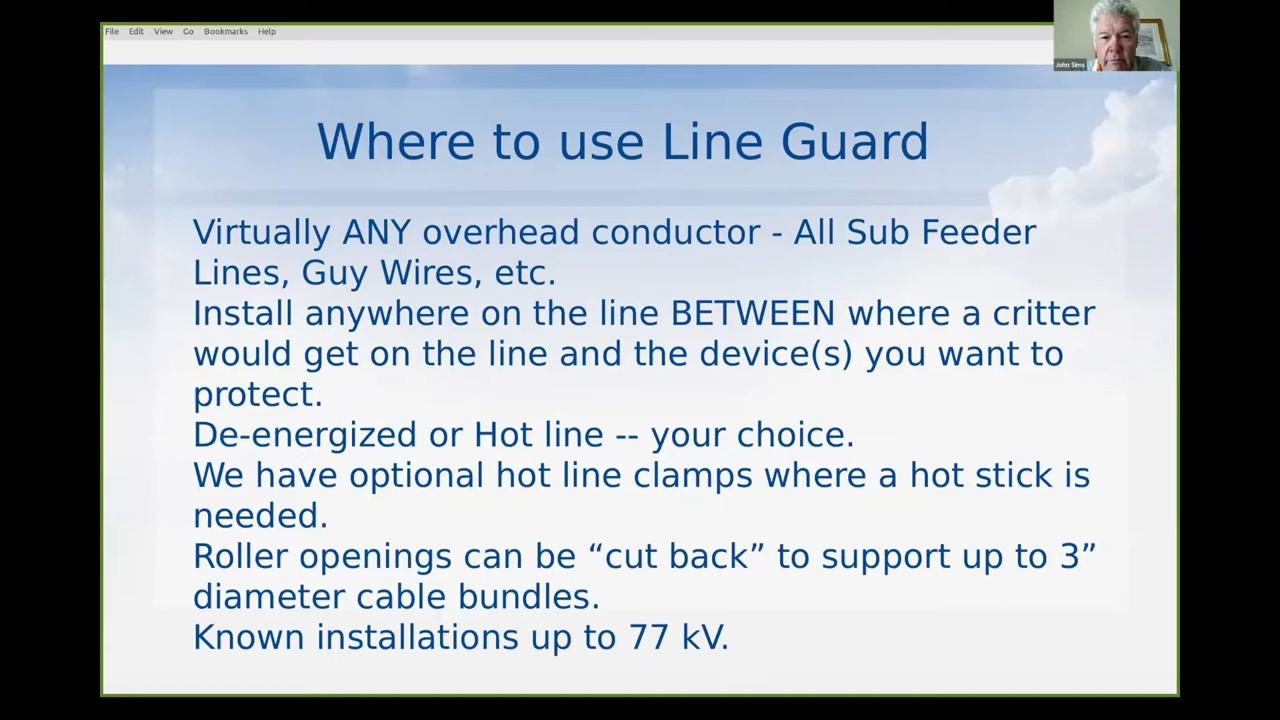 File Edit View Go Bookmarks Help
John Sims
Where to use Line Guard
Virtually ANY overhead conductor - All Sub Feeder
Lines, Guy Wires, etc.
Install anywhere on the line BETWEEN where a critter
would get on the line and the device(s) you want to
protect.
De-energized or Hot line -- your choice.
We have optional hot line clamps where a hot stick is
needed.
Roller openings can be “cut back” to support up to 3”
diameter cable bundles.
Known installations up to 77 kV.